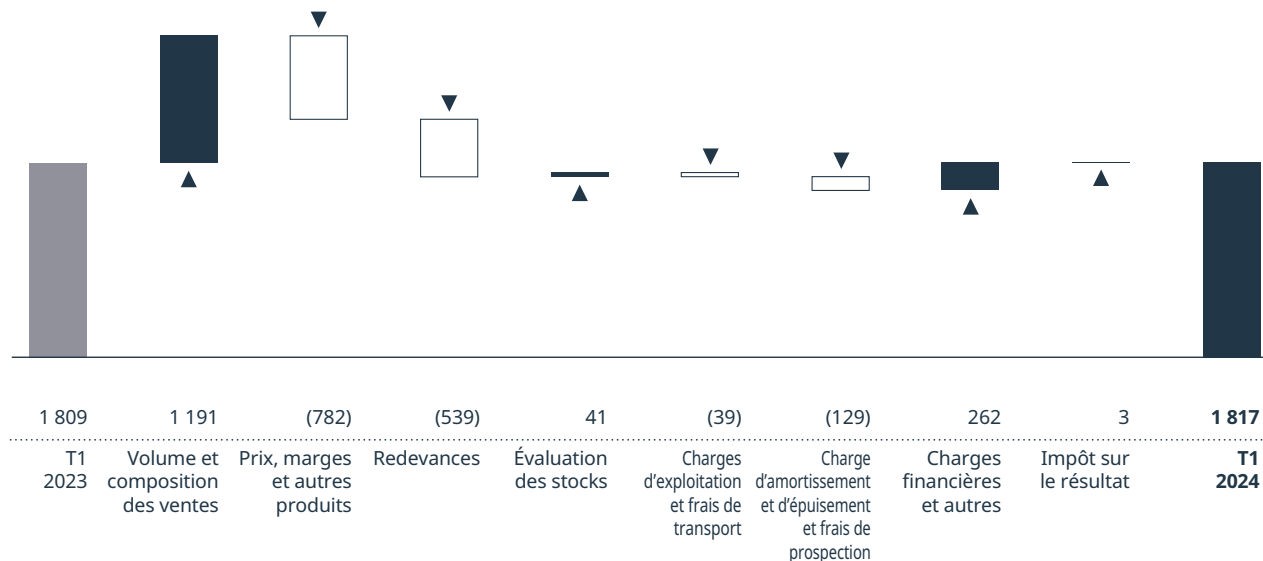 1 809 1 191 (782) (539) 41 (39) (129) 262 3 1 817
T1
2023
Volume et
composition
des ventes
Prix, marges
et autres
produits
Redevances
Évaluation
des stocks
Charges
d'exploitation
et frais de
transport
Charge
d'amortissement
et d'épuisement
et frais de
prospection
Charges
financières
et autres
Impôt sur
le résultat
T1
2024